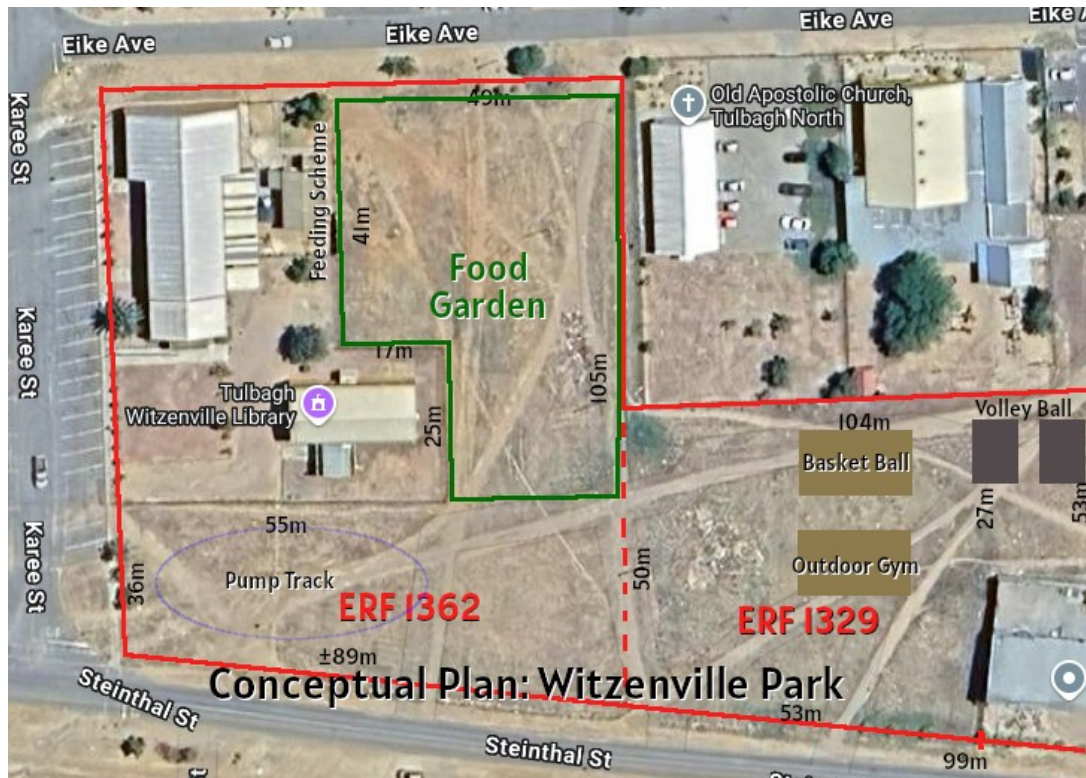 Eike Ave
Eike Ave
Eike Ave
Karee St
49m
Old Apostolic Church,
Tulbagh North
Feeding Scheme
41m
Food
Garden
Karee St
17m
105m
Tulbagh
Witzenville Library
25m
104m
Volley Ball
Basket Ball
27m
53m
Karee St
55m
36m
Pump Track
50m
Outdoor Gym
ERF 1362
ERF 1329
±89m
Conceptual Plan: Witzenville Park
Steinthal St
53m
Steinthal St
99m